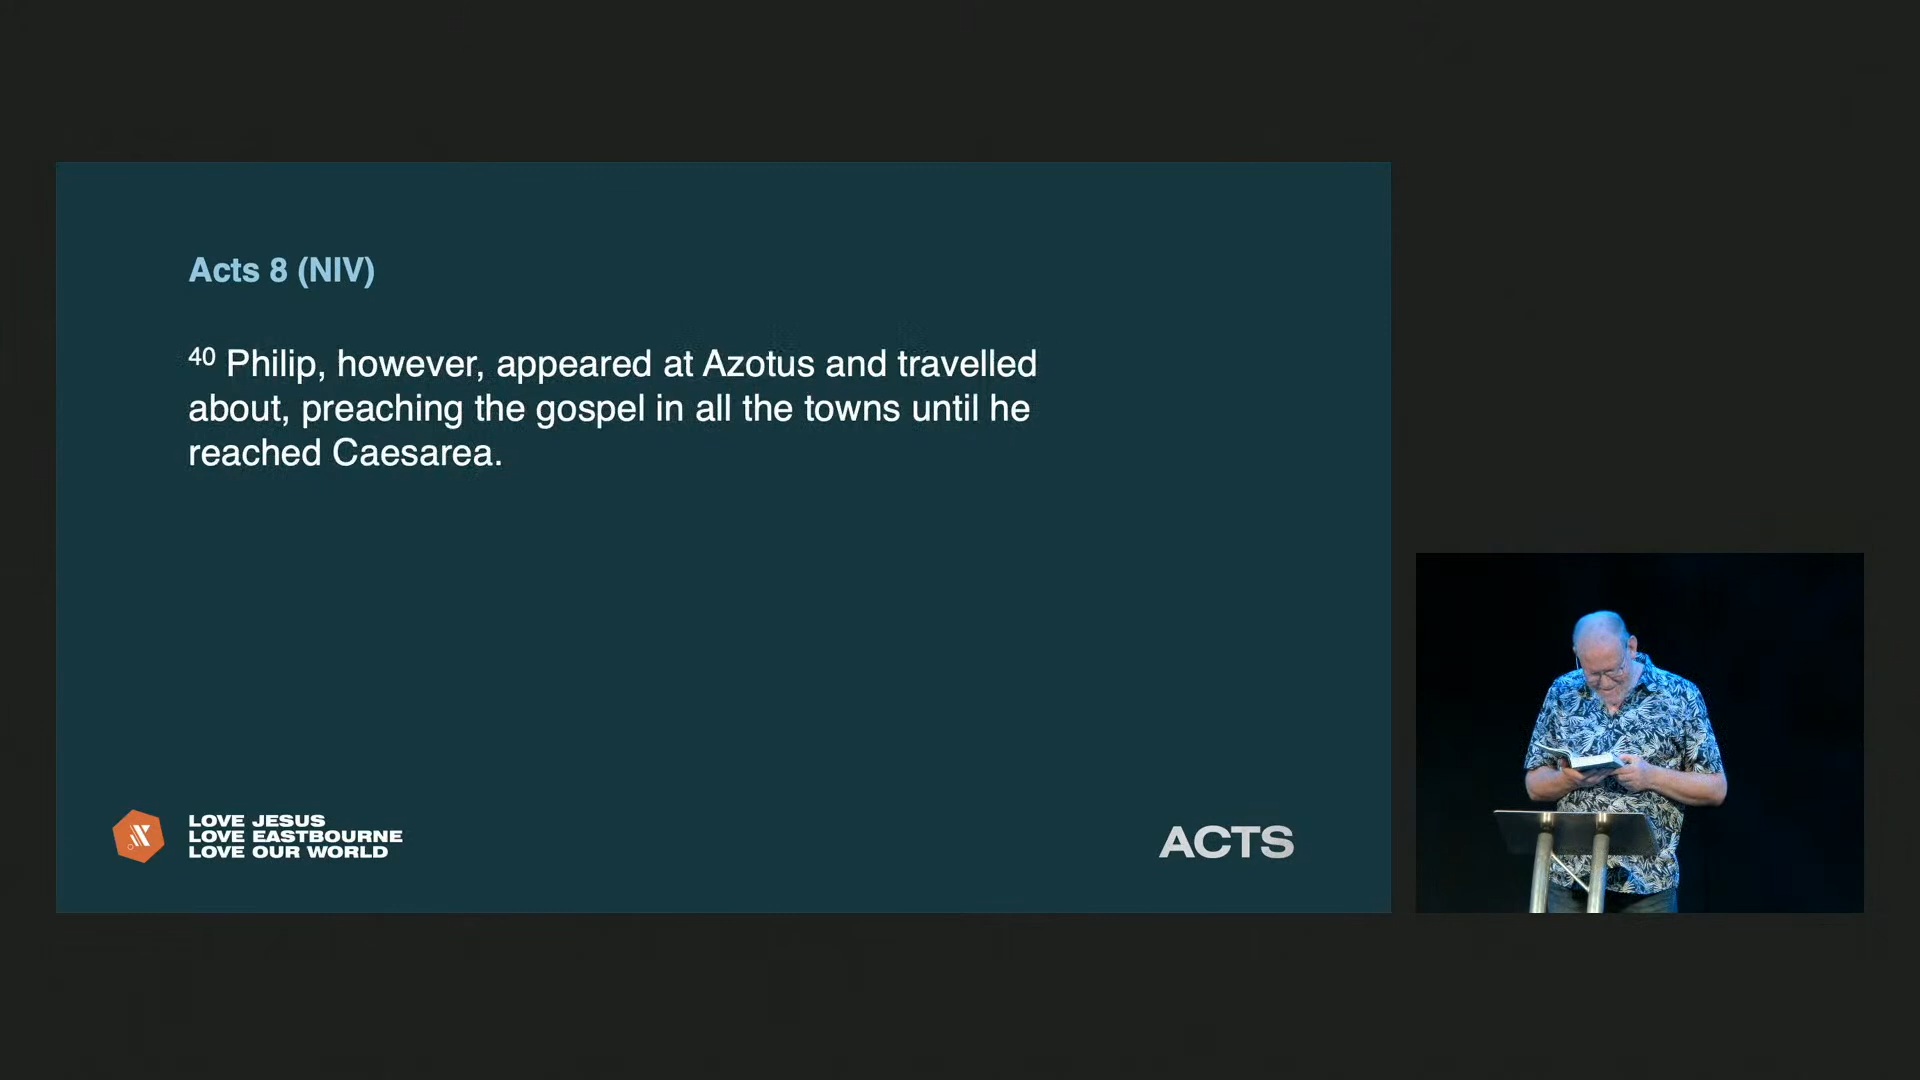 Acts 8 (NIV)
40 Philip, however, appeared at Azotus and travelled
about, preaching the gospel in all the towns until he
reached Caesarea.
LOVE JESUS
LOVE EASTBOURNE
LOVE OUR WORLD
ACTS